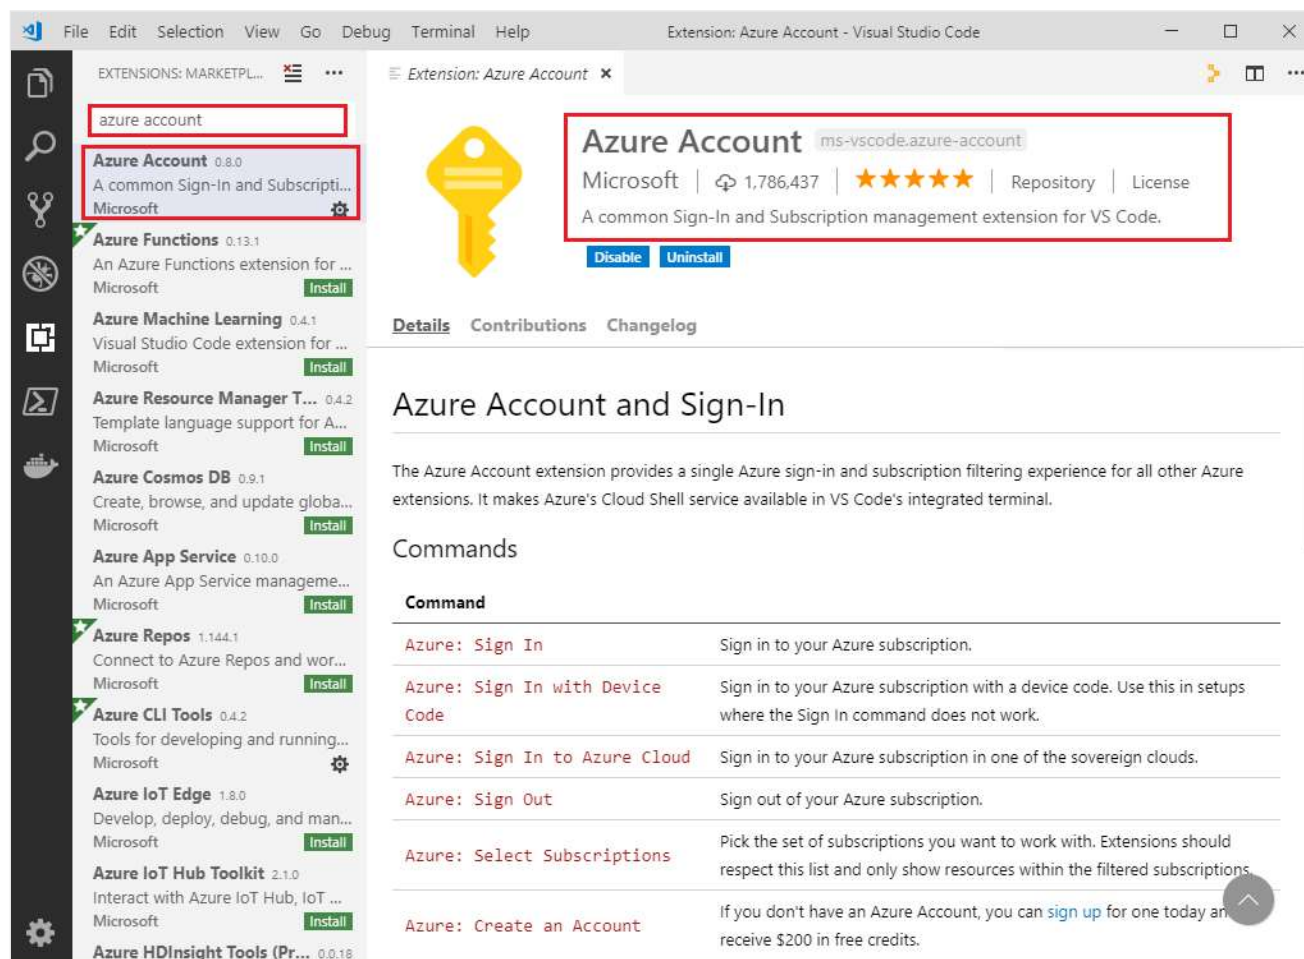 File Edit Selection View Go Debug Terminal Help Extension: Azure Account - Visual Studio Code
EXTENSIONS: MARKETPL...
azure account
Azure Account 0.8.0
A common Sign-In and Subscripti...
Microsoft
Azure Functions 0.13.1
An Azure Functions extension for ...
Microsoft Install
Azure Machine Learning 0.4.1
Visual Studio Code extension for ...
Microsoft Install
Azure Resource Manager T... 0.4.2
Template language support for A...
Microsoft Install
Azure Cosmos DB 0.9.1
Create, browse, and update globa...
Microsoft Install
Azure App Service 0.10.0
An Azure App Service manageme...
Microsoft Install
Azure Repos 1.144.1
Connect to Azure Repos and wor...
Microsoft Install
Azure CLI Tools 0.4.2
Tools for developing and running...
Microsoft
Azure IoT Edge 1.8.0
Develop, deploy, debug, and man...
Microsoft Install
Azure IoT Hub Toolkit 2.1.0
Interact with Azure IoT Hub, IoT ...
Microsoft Install
Azure HDInsight Tools (Pr... 0.0.18
Extension: Azure Account
Azure Account ms-vscode.azure-account
Microsoft 1,786,437 Repository License
A common Sign-In and Subscription management extension for VS Code.
Disable Uninstall
Details Contributions Changelog
Azure Account and Sign-In
The Azure Account extension provides a single Azure sign-in and subscription filtering experience for all other Azure
extensions. It makes Azure's Cloud Shell service available in VS Code's integrated terminal.
Commands
Command
Azure: Sign In
Sign in to your Azure subscription.
Azure: Sign In with Device
Code
Sign in to your Azure subscription with a device code. Use this in setups
where the Sign In command does not work.
Azure: Sign In to Azure Cloud
Sign in to your Azure subscription in one of the sovereign clouds.
Azure: Sign Out
Sign out of your Azure subscription.
Azure: Select Subscriptions
Pick the set of subscriptions you want to work with. Extensions should
respect this list and only show resources within the filtered subscriptions.
Azure: Create an Account
If you don't have an Azure Account, you can sign up for one today
receive $200 in free credits.